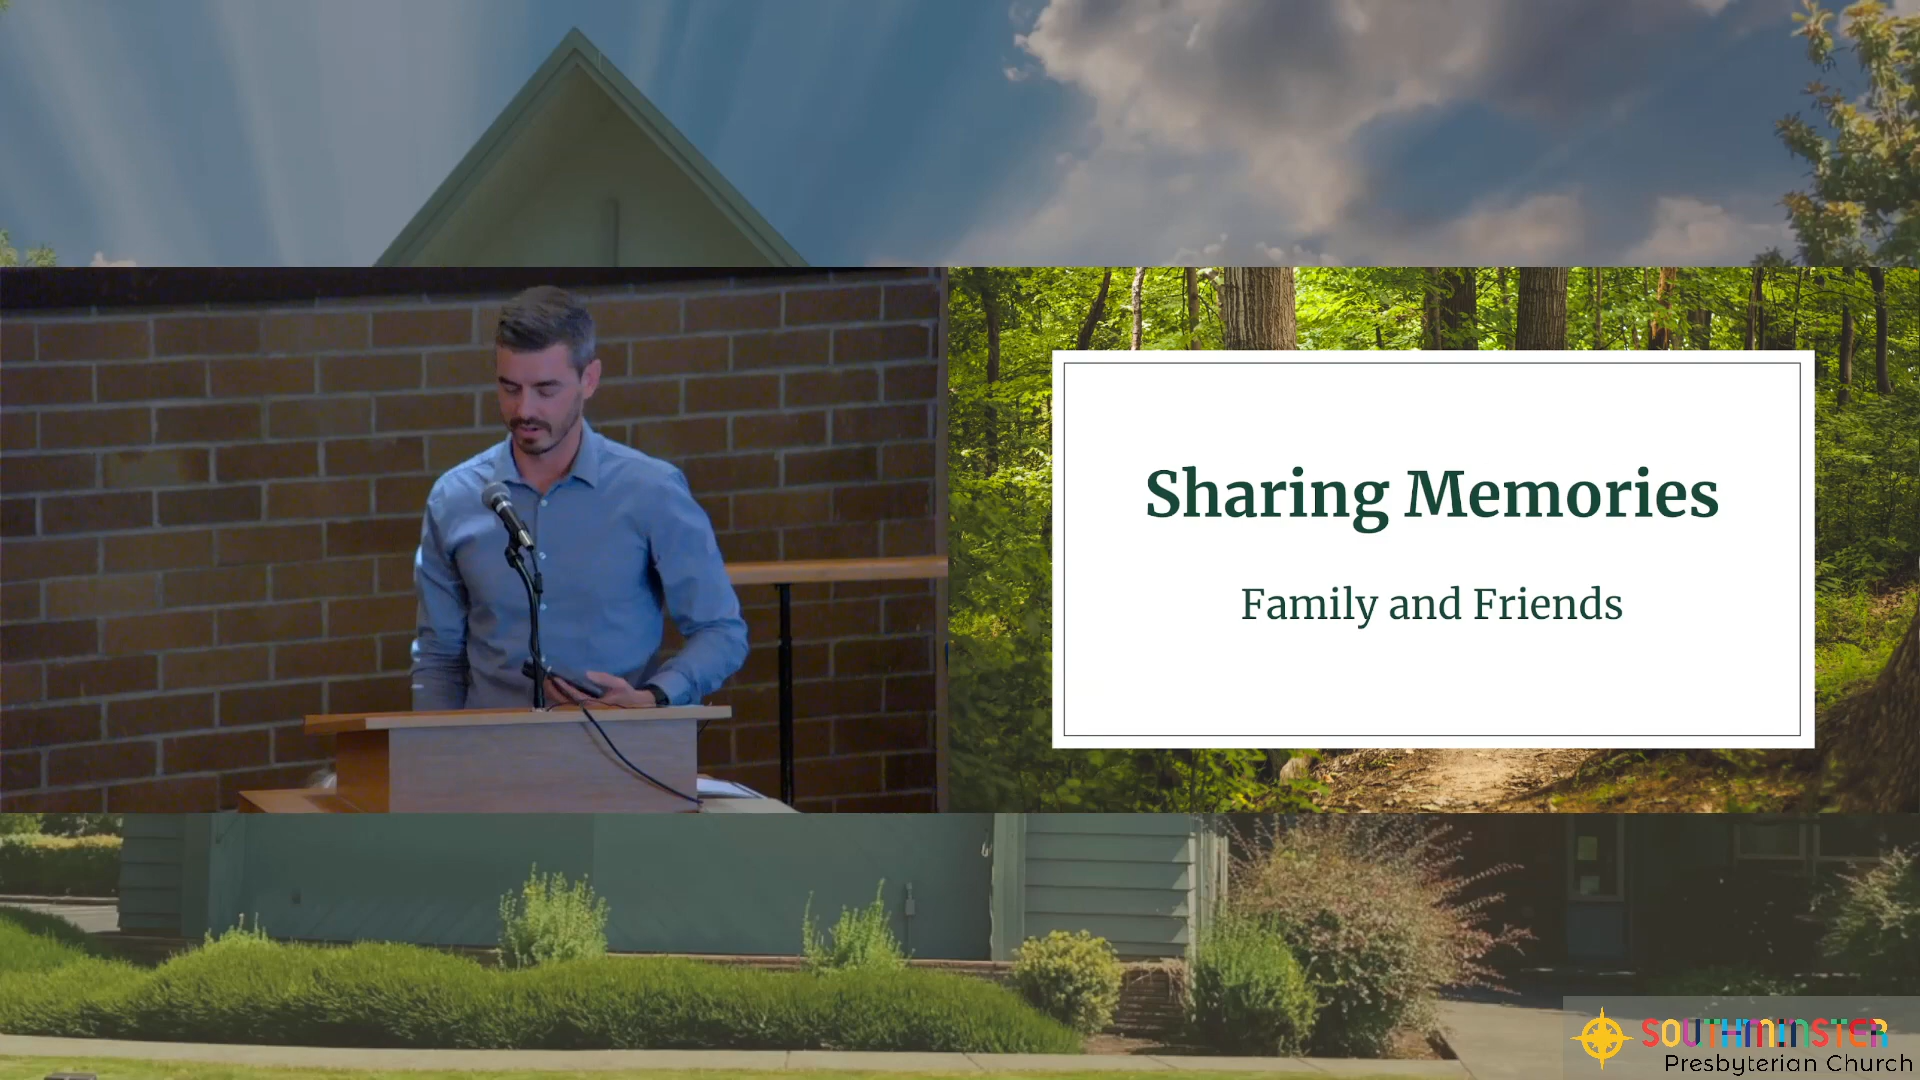 Sharing Memories
Family and Friends
SOUTHMINSTER
Presbyterian Church